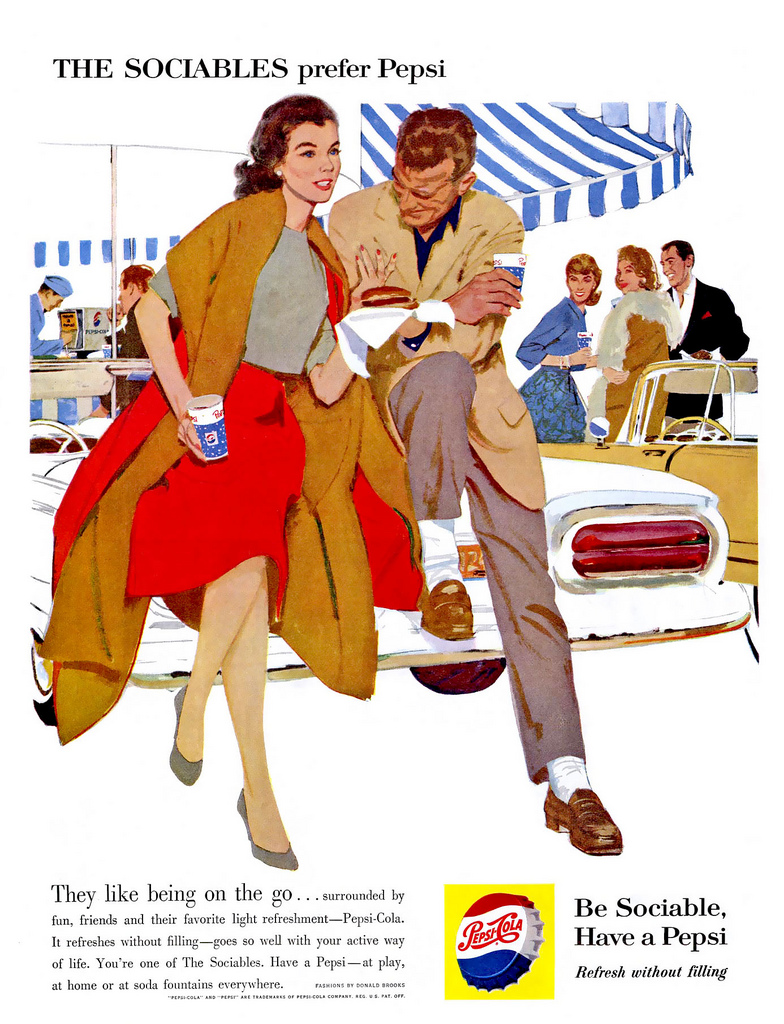 THE SOCIABLES prefer Pepsi
PEPSI-COLA
They like being on the go . . . surrounded by
fun, friends and their favorite light refreshment—Pepsi-Cola.
It refreshes without filling—goes so well with your active way
of life. You're one of The Sociables. Have a Pepsi—at play,
at home or at soda fountains everywhere.
FASHIONS BY DONALD BROOKS
"PEPSI-COLA" AND "PEPSI" ARE TRADEMARKS OF PEPSI-COLA COMPANY, REG. U.S. PAT. OFF.
PEPSI-COLA
Be Sociable,
Have a Pepsi
Refresh without filling